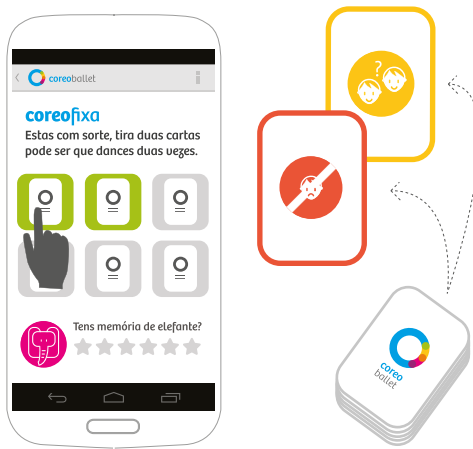 coreoballet
coreofixa
Estas com sorte, tira duas cartas
pode ser que dances duas vezes.
Tens memória de elefante?
?
coreo
ballet